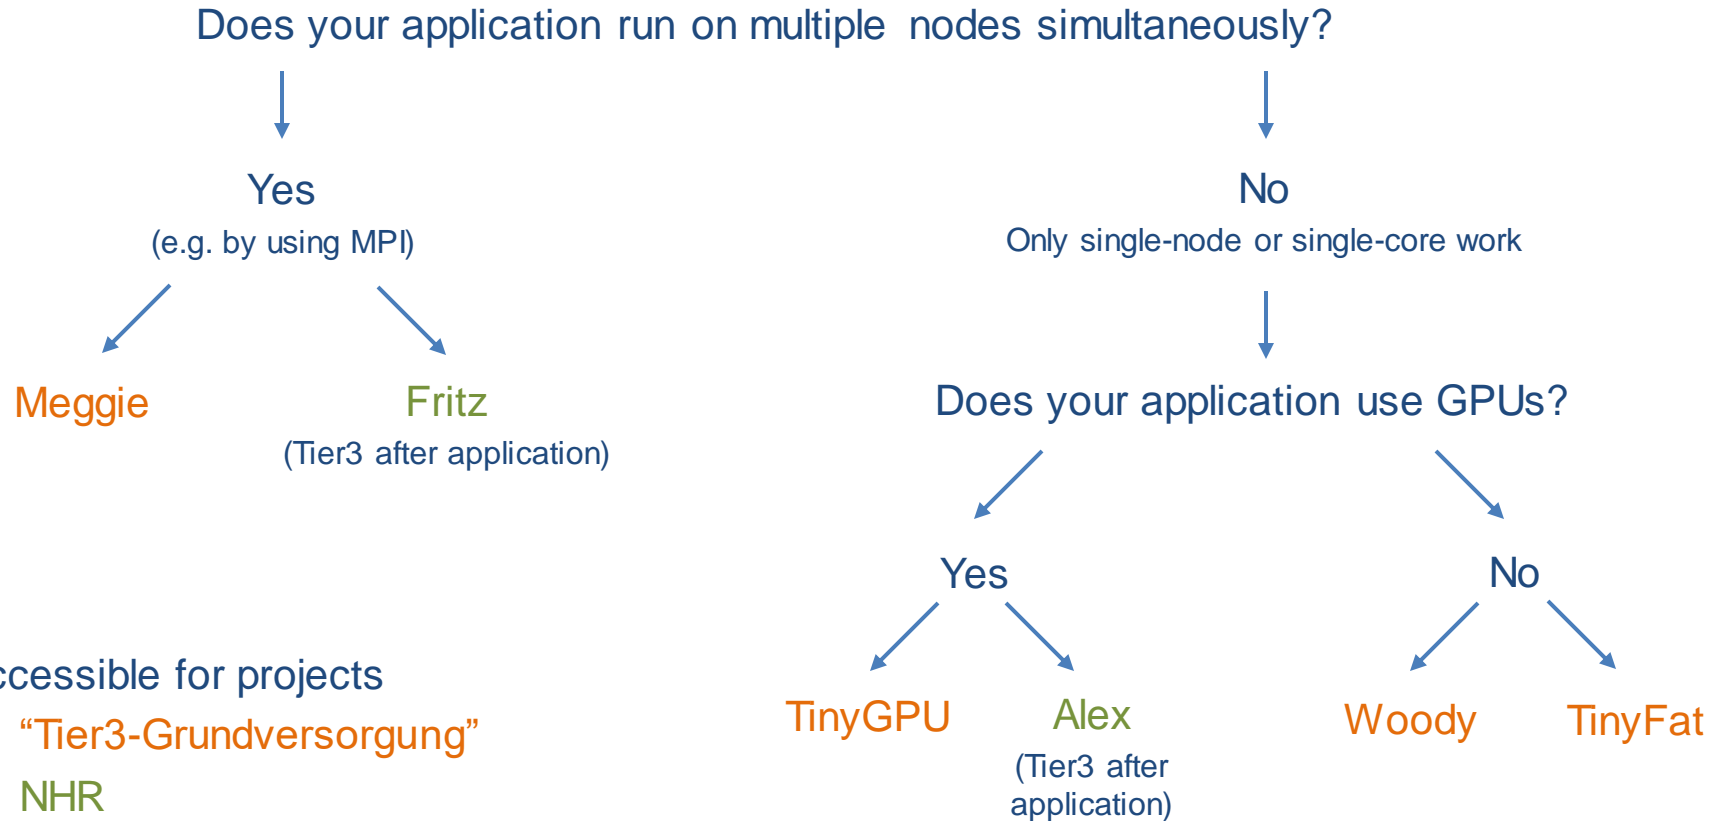 Does your application run on multiple nodes simultaneously?
Yes
(e.g. by using MPI)
No
Only single-node or single-core work
Meggie
Fritz
(Tier3 after application)
Does your application use GPUs?
Yes
No
TinyGPU
Alex
(Tier3 after
application)
Woody
TinyFat
ccessible for projects
“Tier3-Grundversorgung”
NHR